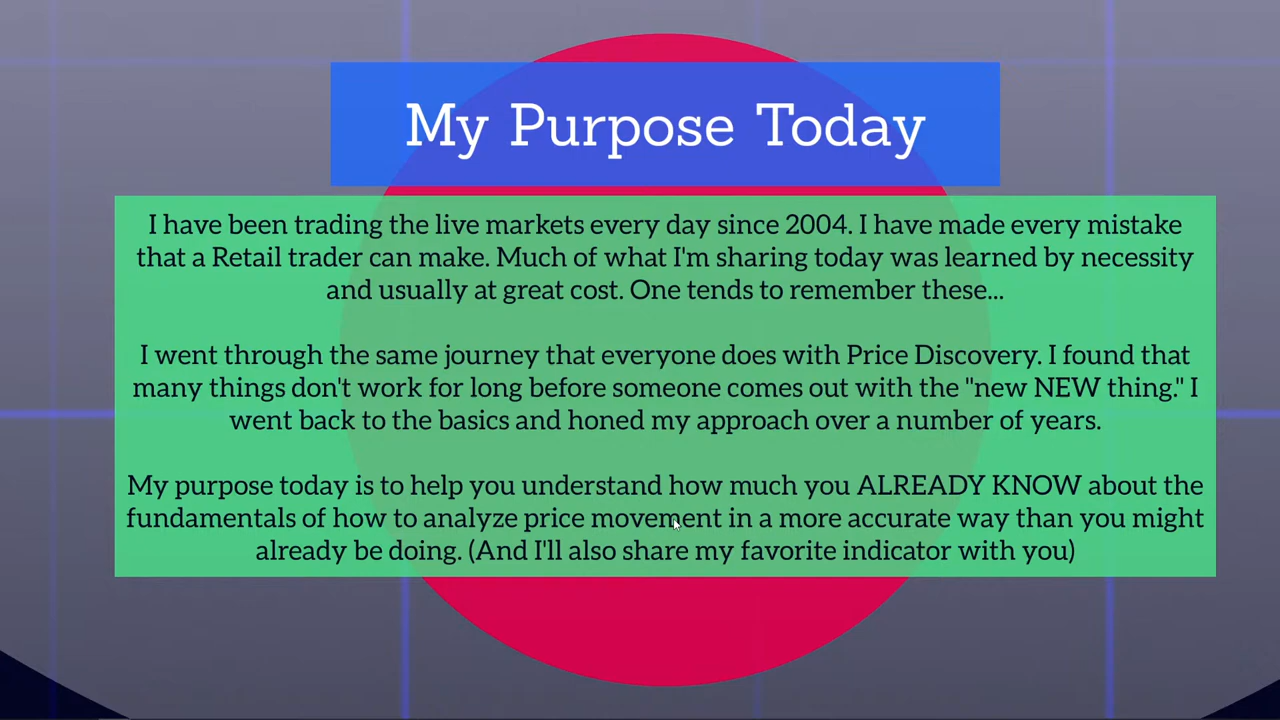 My Purpose Today
I have been trading the live markets every day since 2004. I have made every mistake
that a Retail trader can make. Much of what I'm sharing today was learned by necessity
and usually at great cost. One tends to remember these...
I went through the same journey that everyone does with Price Discovery. I found that
many things don't work for long before someone comes out with the "new NEW thing." I
went back to the basics and honed my approach over a number of years.
My purpose today is to help you understand how much you ALREADY KNOW about the
fundamentals of how to analyze price movement in a more accurate way than you might
already be doing. (And I'll also share my favorite indicator with you)